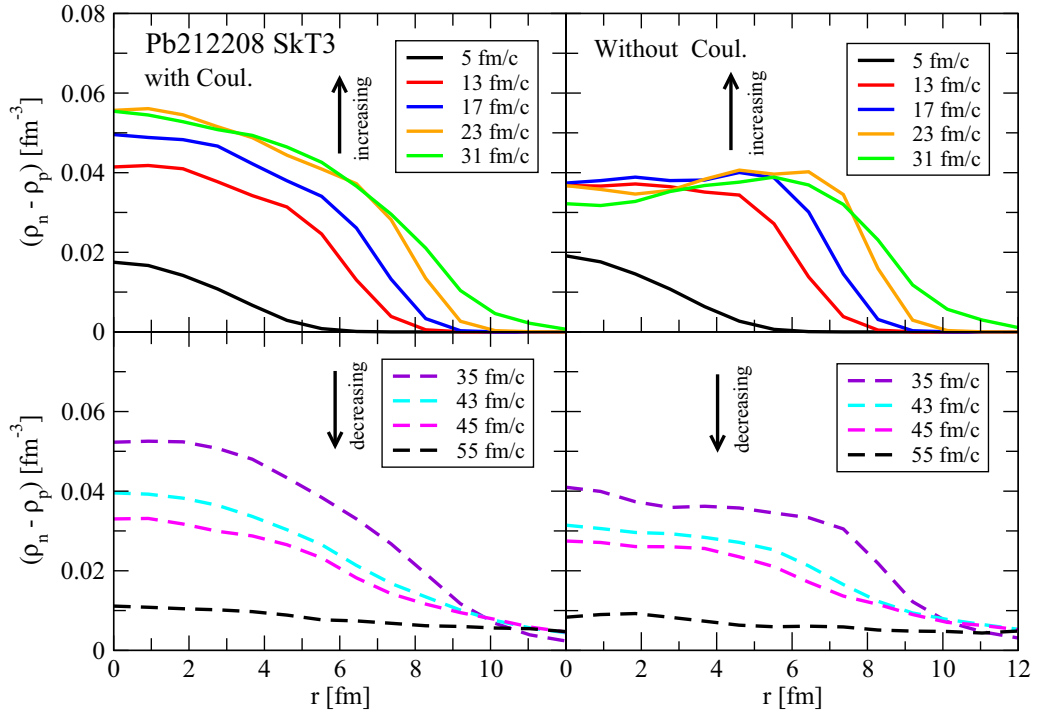 0.08
Pb212208 SkT3
with Coul.
increasing
5 fm/c
13 fm/c
17 fm/c
23 fm/c
31 fm/c
Without Coul.
increasing
5 fm/c
13 fm/c
17 fm/c
23 fm/c
31 fm/c
0.06
0.04
0.02
0
(ρn - ρp) [fm-3]
decreasing
35 fm/c
43 fm/c
45 fm/c
55 fm/c
decreasing
35 fm/c
43 fm/c
45 fm/c
55 fm/c
0.06
0.04
0.02
0
(ρn - ρp) [fm-3]
0 2 4 6 8 10 0 2 4 6 8 10 12
r [fm] r [fm]